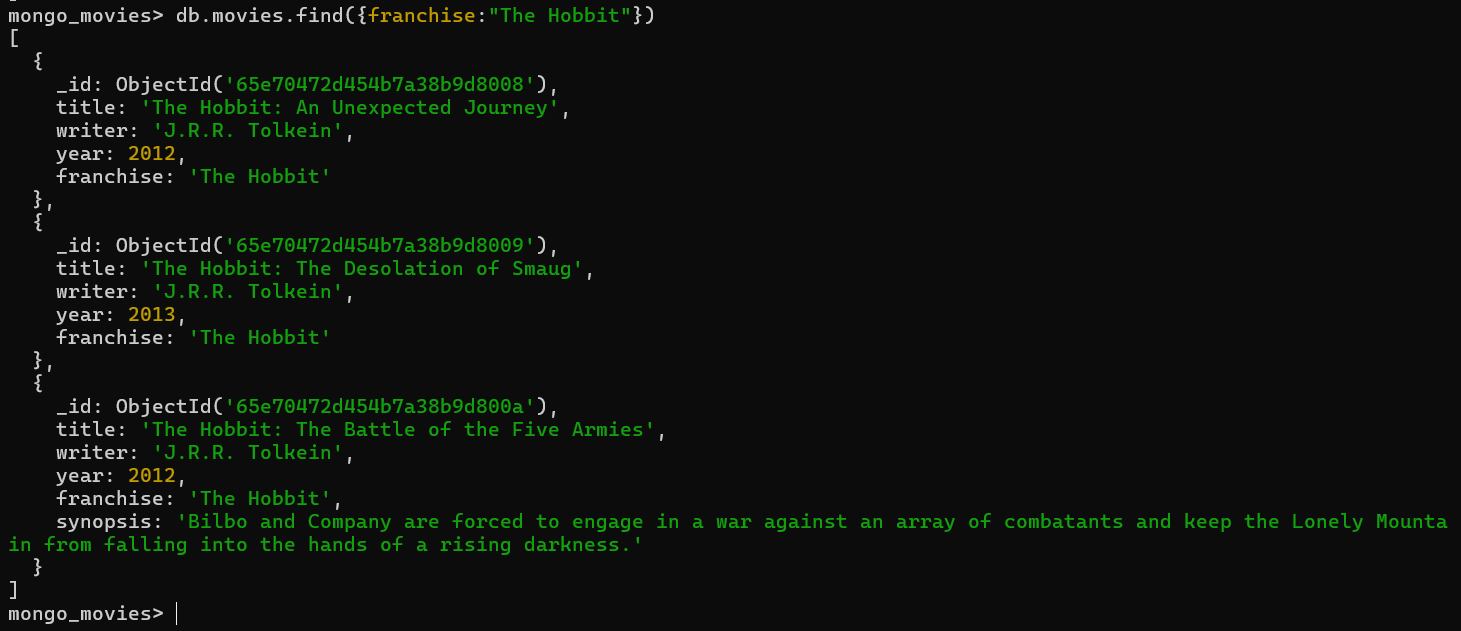 mongo_movies> db.movies.find({franchise:"The Hobbit"})
[
  {
    _id: ObjectId('65e70472d454b7a38b9d8008'),
    title: 'The Hobbit: An Unexpected Journey',
    writer: 'J.R.R. Tolkein',
    year: 2012,
    franchise: 'The Hobbit'
  },
  {
    _id: ObjectId('65e70472d454b7a38b9d8009'),
    title: 'The Hobbit: The Desolation of Smaug',
    writer: 'J.R.R. Tolkein',
    year: 2013,
    franchise: 'The Hobbit'
  },
  {
    _id: ObjectId('65e70472d454b7a38b9d800a'),
    title: 'The Hobbit: The Battle of the Five Armies',
    writer: 'J.R.R. Tolkein',
    year: 2012,
    franchise: 'The Hobbit',
    synopsis: 'Bilbo and Company are forced to engage in a war against an array of combatants and keep the Lonely Mounta
in from falling into the hands of a rising darkness.'
  }
]
mongo_movies>